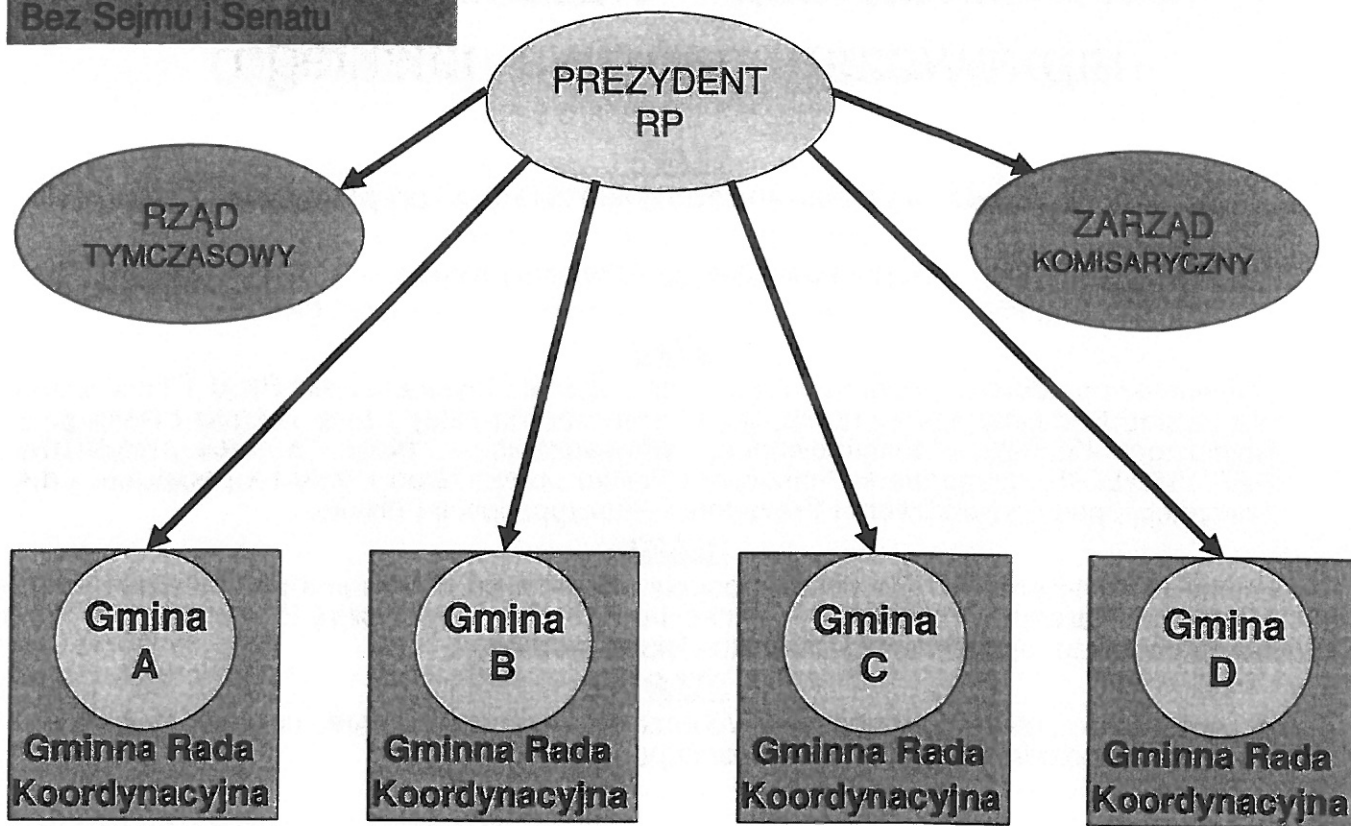 Bez Sejmu i Senatu
PREZYDENT
RP
RZĄD
TYMCZASOWY
ZARZĄD
KOMISARYCZNY
Gmina
A
Gminna Rada
Koordynacyjna
Gmina
B
Gminna Rada
Koordynacyjna
Gmina
C
Gminna Rada
Koordynacyjna
Gmina
D
Gminna Rada
Koordynacyjna